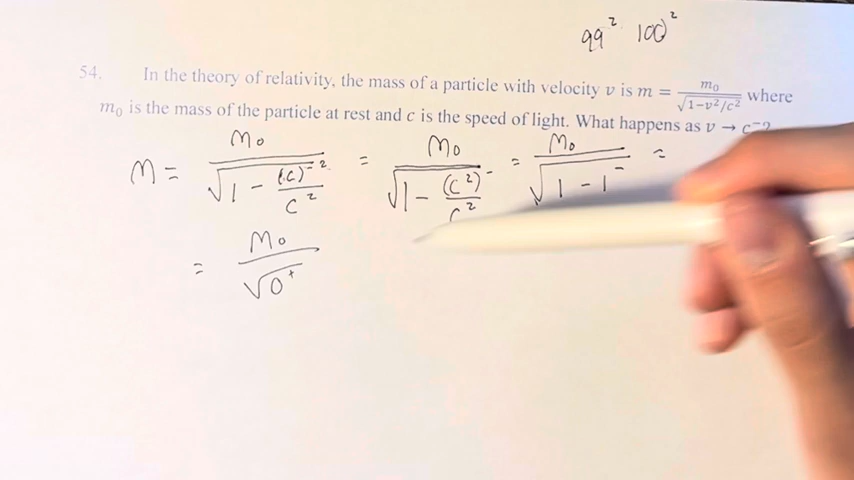 99² 100²
54. In the theory of relativity, the mass of a particle with velocity v is m = m₀/√(1−v²/c²) where
m₀ is the mass of the particle at rest and c is the speed of light. What happens as v → c⁻?
M = M₀/√(1 − (c)⁻²/c²) = M₀/√(1 − (c²)⁻/c²) = M₀/√(1 − 1⁻) =
= M₀/√0⁺